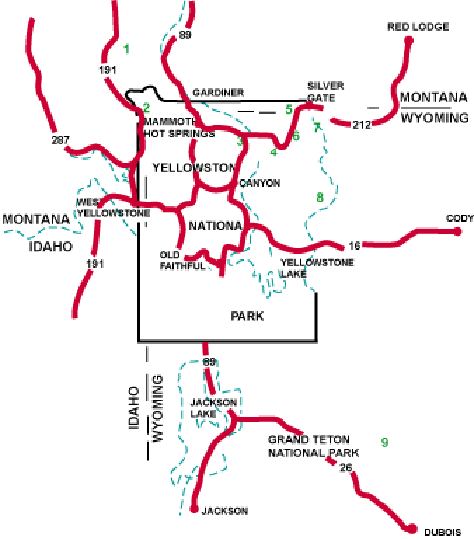 RED LODGE
89
1
191
SILVER
GATE
GARDINER
MONTANA
WYOMING
2
5
MAMMOTH
HOT SPRINGS
7
212
6
287
3
4
YELLOWSTON
CANYON
8
WEST
YELLOWSTONE
MONTANA
IDAHO
NATIONA
CODY
16
OLD
FAITHFUL
YELLOWSTONE
LAKE
191
PARK
89
IDAHO
WYOMING
JACKSON
LAKE
GRAND TETON
NATIONAL PARK
9
26
JACKSON
DUBOIS